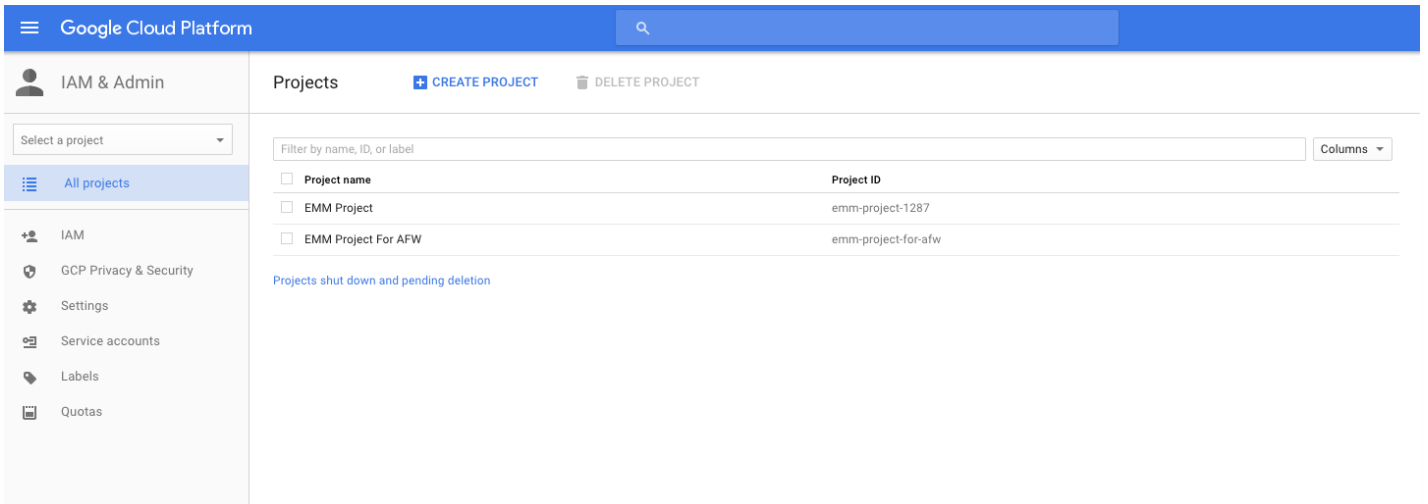 Google Cloud Platform
IAM & Admin
Projects
CREATE PROJECT
DELETE PROJECT
Select a project
All projects
IAM
GCP Privacy & Security
Settings
Service accounts
Labels
Quotas
Filter by name, ID, or label
Columns
Project name Project ID
EMM Project emm-project-1287
EMM Project For AFW emm-project-for-afw
Projects shut down and pending deletion